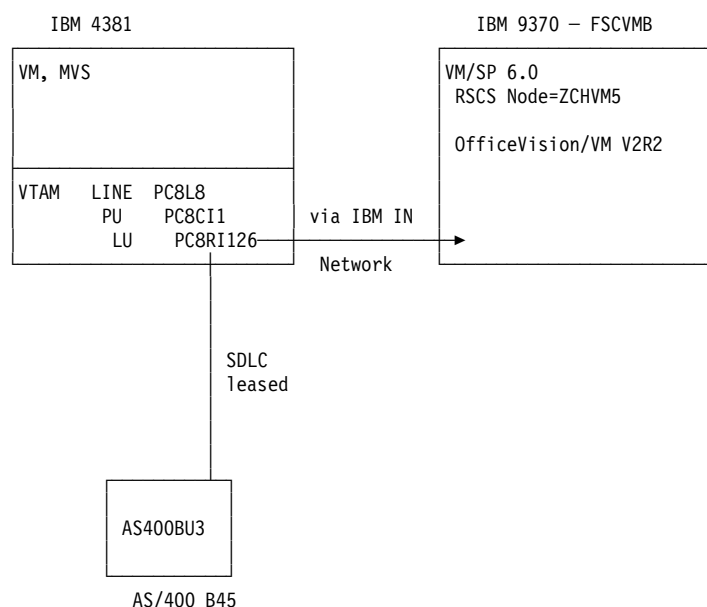 IBM 4381
IBM 9370 – FSCVMB
VM, MVS
VM/SP 6.0
RSCS Node=ZCHVM5
OfficeVision/VM V2R2
VTAM LINE PC8L8
PU PC8CI1
LU PC8RI126
via IBM IN
Network
SDLC
leased
AS400BU3
AS/400 B45